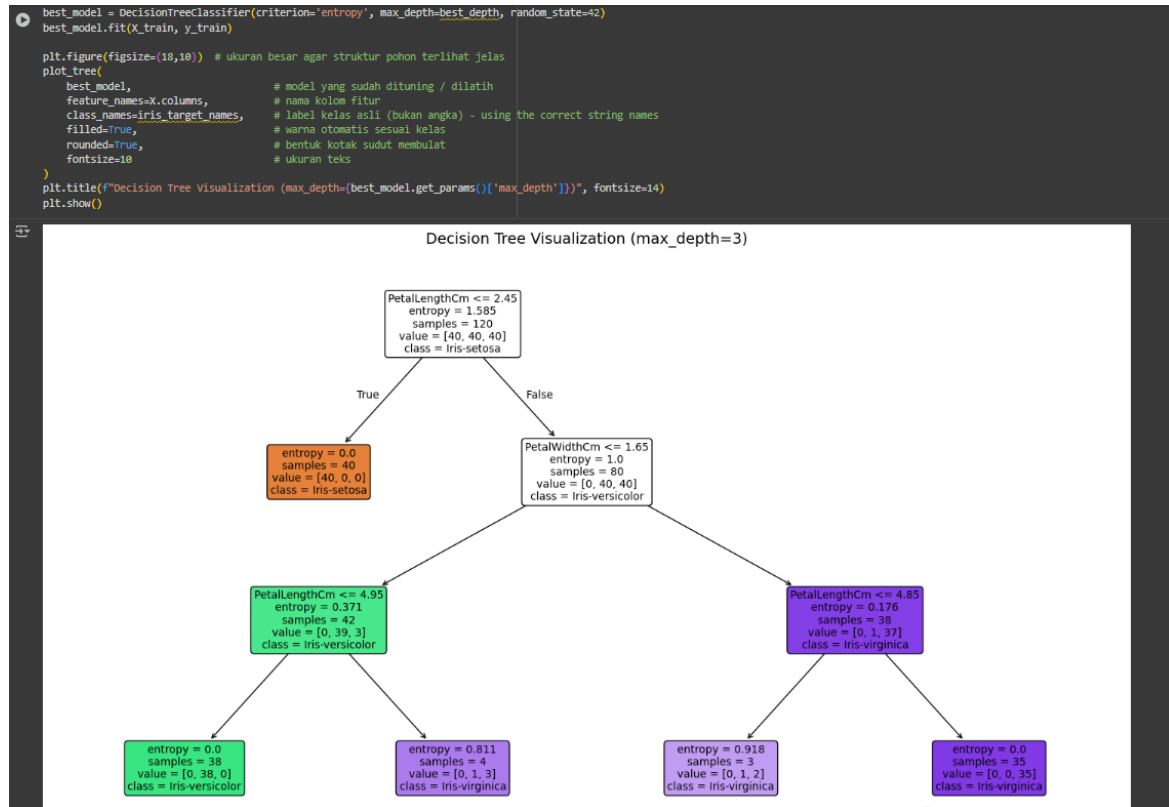 best_model = DecisionTreeClassifier(criterion='entropy', max_depth=best_depth, random_state=42)
best_model.fit(X_train, y_train)
plt.figure(figsize=(18,10))  # ukuran besar agar struktur pohon terlihat jelas
plot_tree(
    best_model,                    # model yang sudah dituning / dilatih
    feature_names=X.columns,       # nama kolom fitur
    class_names=iris_target_names, # label kelas asli (bukan angka) - using the correct string names
    filled=True,                   # warna otomatis sesuai kelas
    rounded=True,                  # bentuk kotak sudut membulat
    fontsize=10                    # ukuran teks
)
plt.title(f"Decision Tree Visualization (max_depth={best_model.get_params()['max_depth']})", fontsize=14)
plt.show()
Decision Tree Visualization (max_depth=3)
PetalLengthCm <= 2.45
entropy = 1.585
samples = 120
value = [40, 40, 40]
class = Iris-setosa
True
False
entropy = 0.0
samples = 40
value = [40, 0, 0]
class = Iris-setosa
PetalWidthCm <= 1.65
entropy = 1.0
samples = 80
value = [0, 40, 40]
class = Iris-versicolor
PetalLengthCm <= 4.95
entropy = 0.371
samples = 42
value = [0, 39, 3]
class = Iris-versicolor
PetalLengthCm <= 4.85
entropy = 0.176
samples = 38
value = [0, 1, 37]
class = Iris-virginica
entropy = 0.0
samples = 38
value = [0, 38, 0]
class = Iris-versicolor
entropy = 0.811
samples = 4
value = [0, 1, 3]
class = Iris-virginica
entropy = 0.918
samples = 3
value = [0, 1, 2]
class = Iris-virginica
entropy = 0.0
samples = 35
value = [0, 0, 35]
class = Iris-virginica